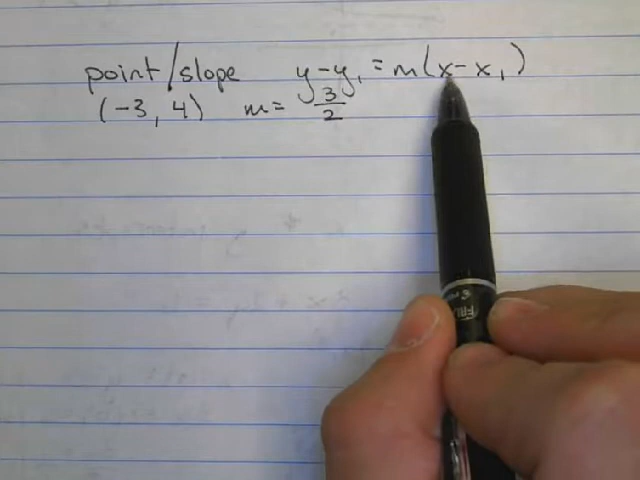 point/slope y-y₁ = m(x-x₁)
(-3, 4) m = 3/2